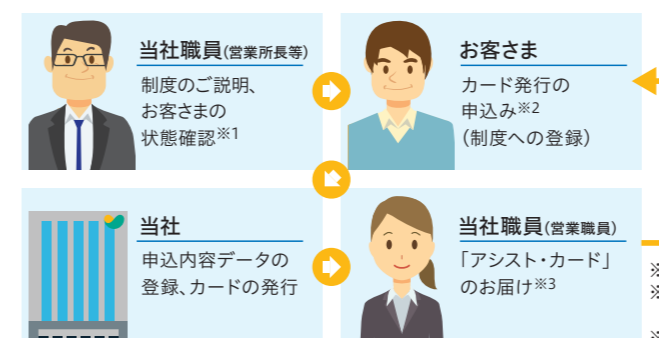 当社職員(営業所長等)
制度のご説明、
お客さまの
状態確認※1
お客さま
カード発行の
申込み※2
(制度への登録)
当社
申込内容データの
登録、カードの発行
当社職員(営業職員)
「アシスト・カード」
のお届け※3
※
※
※